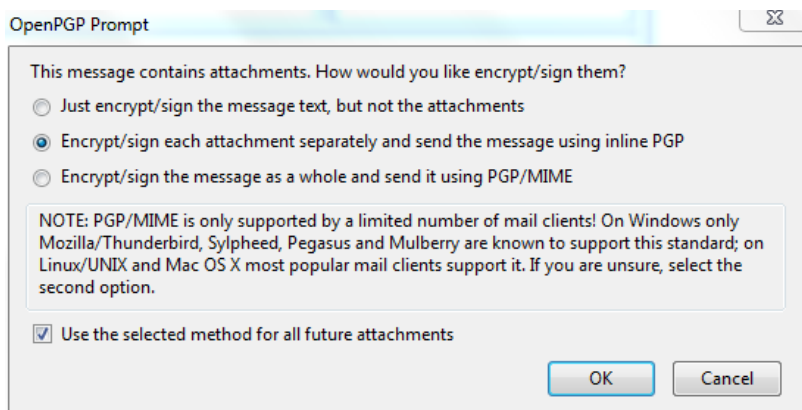 OpenPGP Prompt
This message contains attachments. How would you like encrypt/sign them?
Just encrypt/sign the message text, but not the attachments
Encrypt/sign each attachment separately and send the message using inline PGP
Encrypt/sign the message as a whole and send it using PGP/MIME
NOTE: PGP/MIME is only supported by a limited number of mail clients! On Windows only
Mozilla/Thunderbird, Sylpheed, Pegasus and Mulberry are known to support this standard; on
Linux/UNIX and Mac OS X most popular mail clients support it. If you are unsure, select the
second option.
Use the selected method for all future attachments
OK Cancel